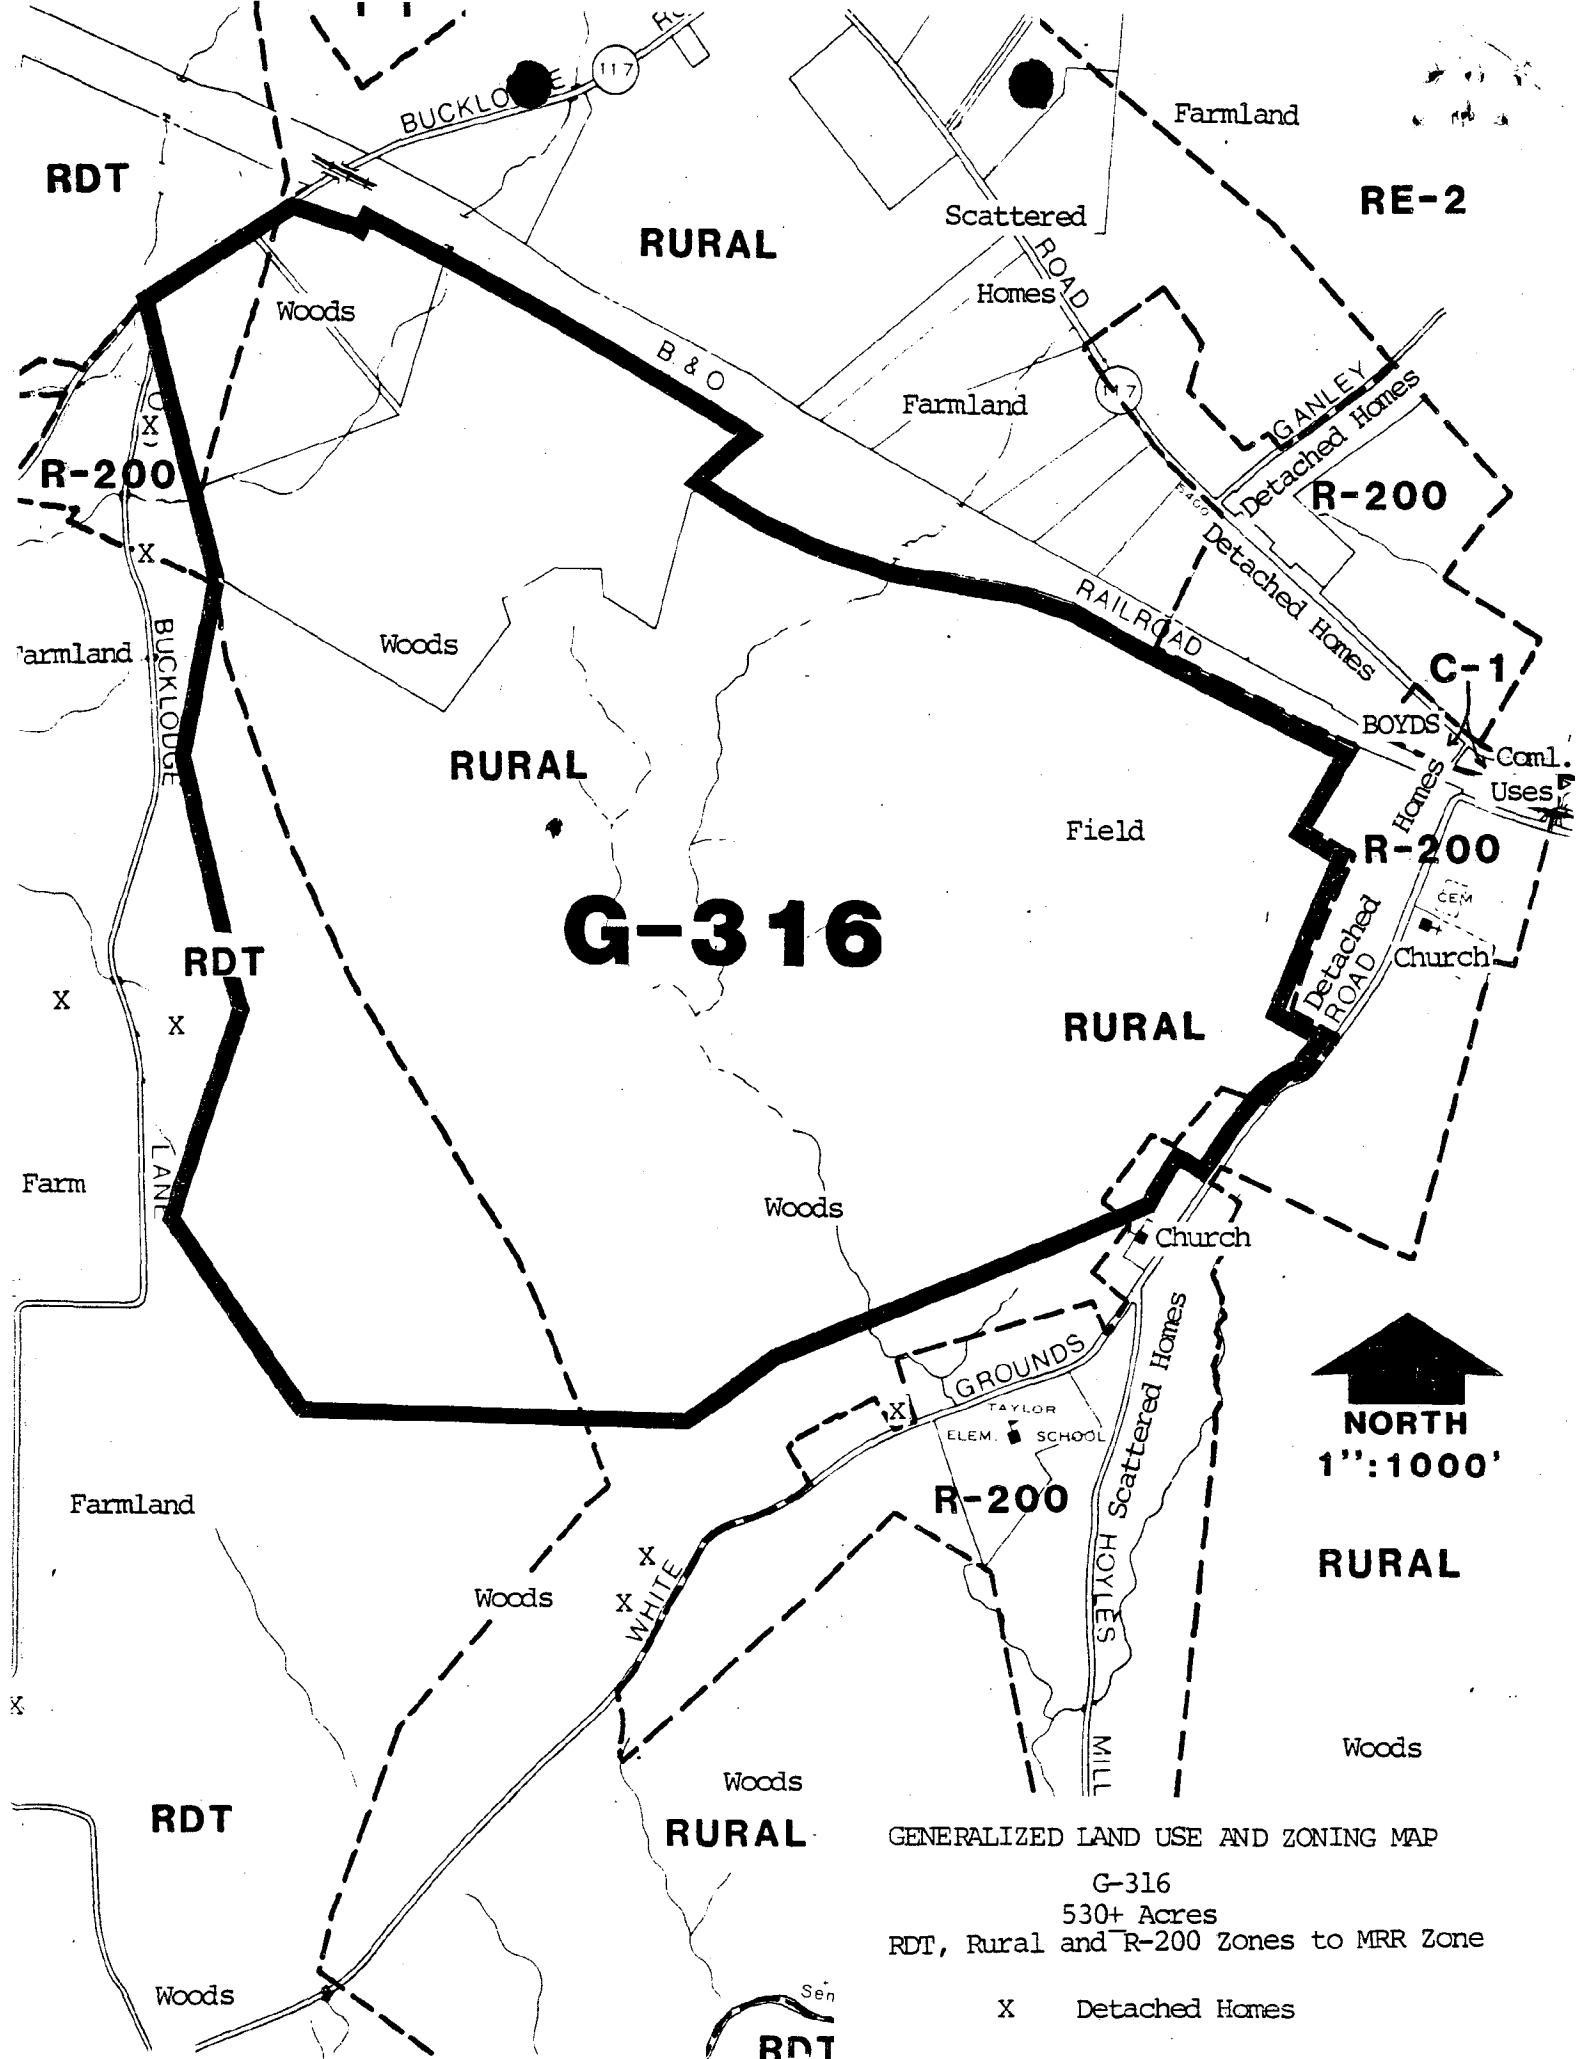 117
BUCKLO
Farmland
RDT
RE-2
Scattered
RURAL
ROAD
Homes
Woods
B & O
GANLEY
Detached Homes
Farmland
X
R-200
R-200
Detached Homes
X
RAILROAD
BUCKLODGE
Farmland
Woods
C-1
BOYDS
Coml.
Uses
RURAL
Homes
Field
R-200
CEM
G-316
Detached
ROAD
Church
RDT
X
X
RURAL
LANE
Farm
Woods
Church
Scattered Homes
GROUNDS
X
TAYLOR
ELEM. SCHOOL
NORTH
1":1000'
R-200
Farmland
X
HOYLES
RURAL
Woods
X
WHITE
X
MILL
Woods
Woods
RDT
RURAL
GENERALIZED LAND USE AND ZONING MAP
G-316
530+ Acres
RDT, Rural and R-200 Zones to MRR Zone
Woods
X Detached Homes
RDT